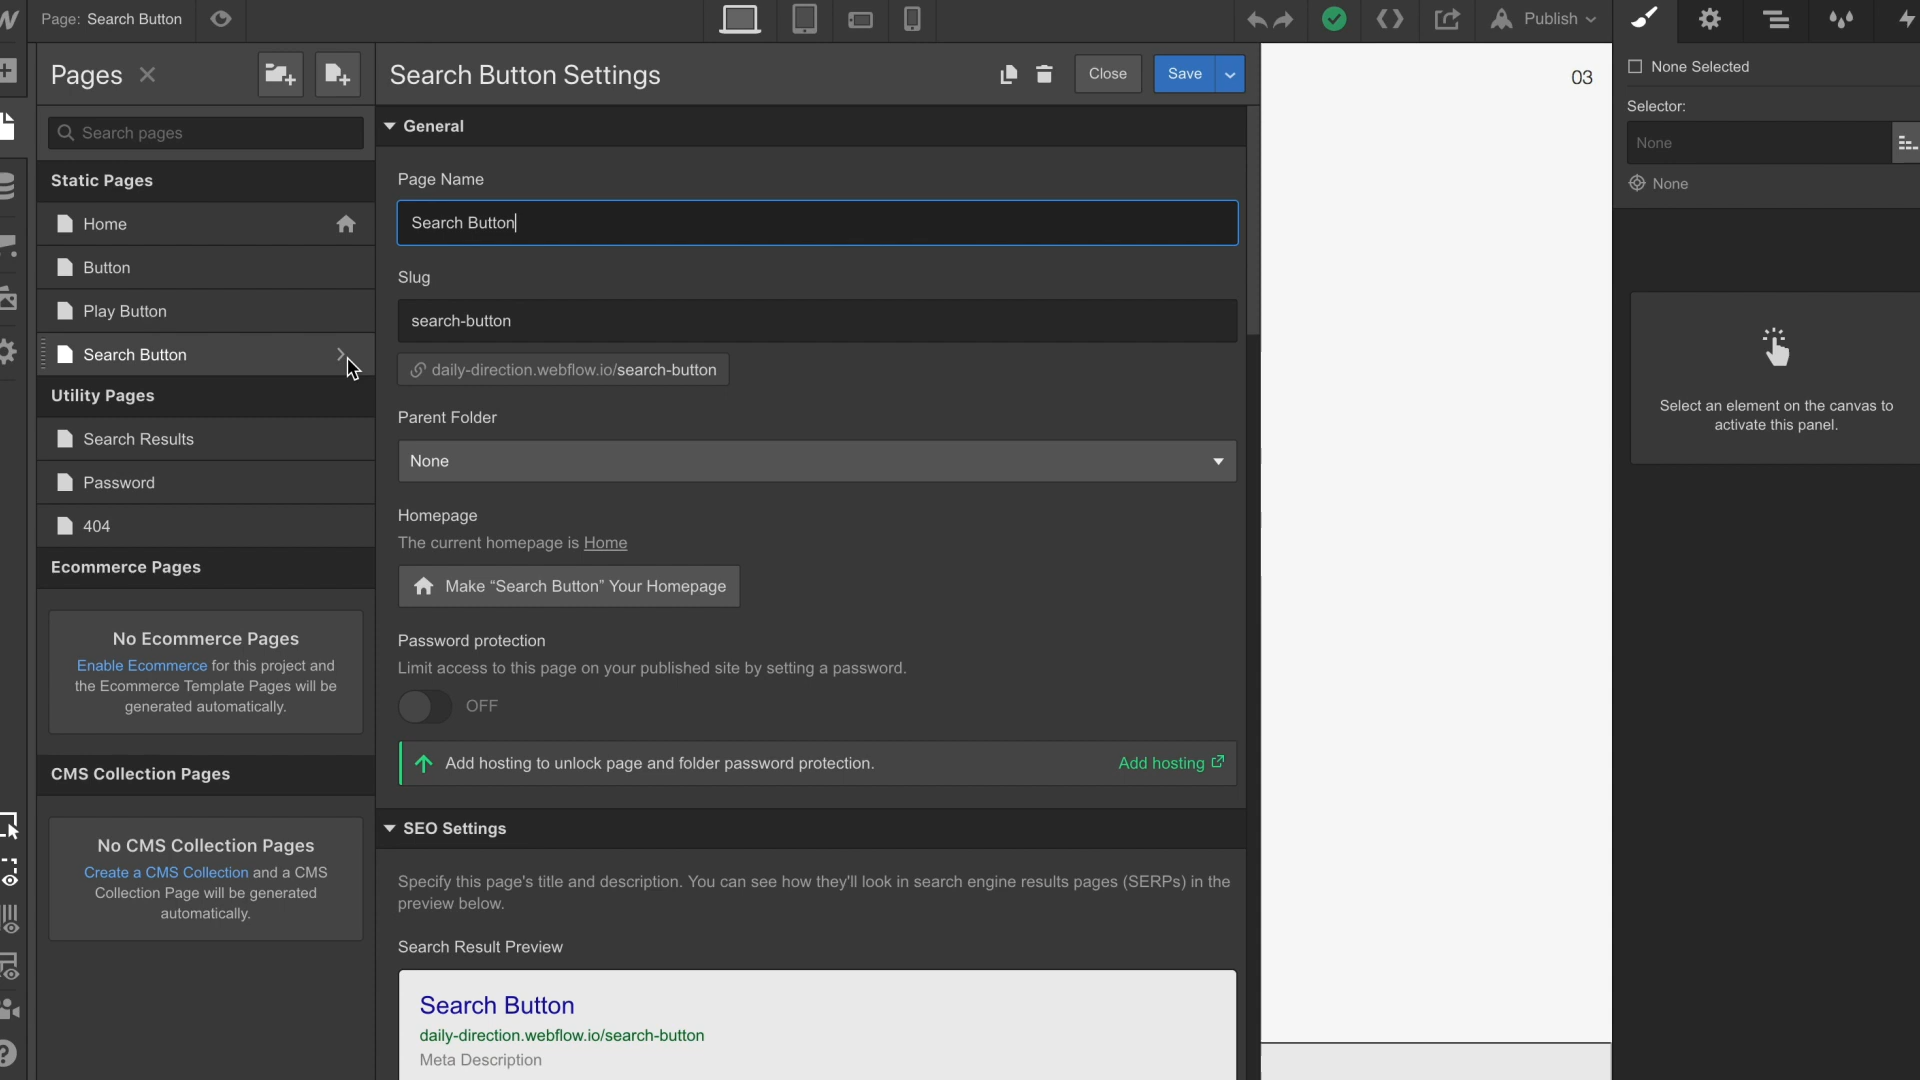 Page: Search Button
Publish
Pages
Search pages
Static Pages
Home
Button
Play Button
Search Button
Utility Pages
Search Results
Password
404
Ecommerce Pages
No Ecommerce Pages
Enable Ecommerce for this project and
the Ecommerce Template Pages will be
generated automatically.
CMS Collection Pages
No CMS Collection Pages
Create a CMS Collection and a CMS
Collection Page will be generated
automatically.
Search Button Settings
Close
Save
General
Page Name
Search Button
Slug
search-button
daily-direction.webflow.io/search-button
Parent Folder
None
Homepage
The current homepage is Home
Make “Search Button” Your Homepage
Password protection
Limit access to this page on your published site by setting a password.
OFF
Add hosting to unlock page and folder password protection.
Add hosting
SEO Settings
Specify this page's title and description. You can see how they'll look in search engine results pages (SERPs) in the
preview below.
Search Result Preview
Search Button
daily-direction.webflow.io/search-button
Meta Description
03
None Selected
Selector:
None
None
Select an element on the canvas to
activate this panel.